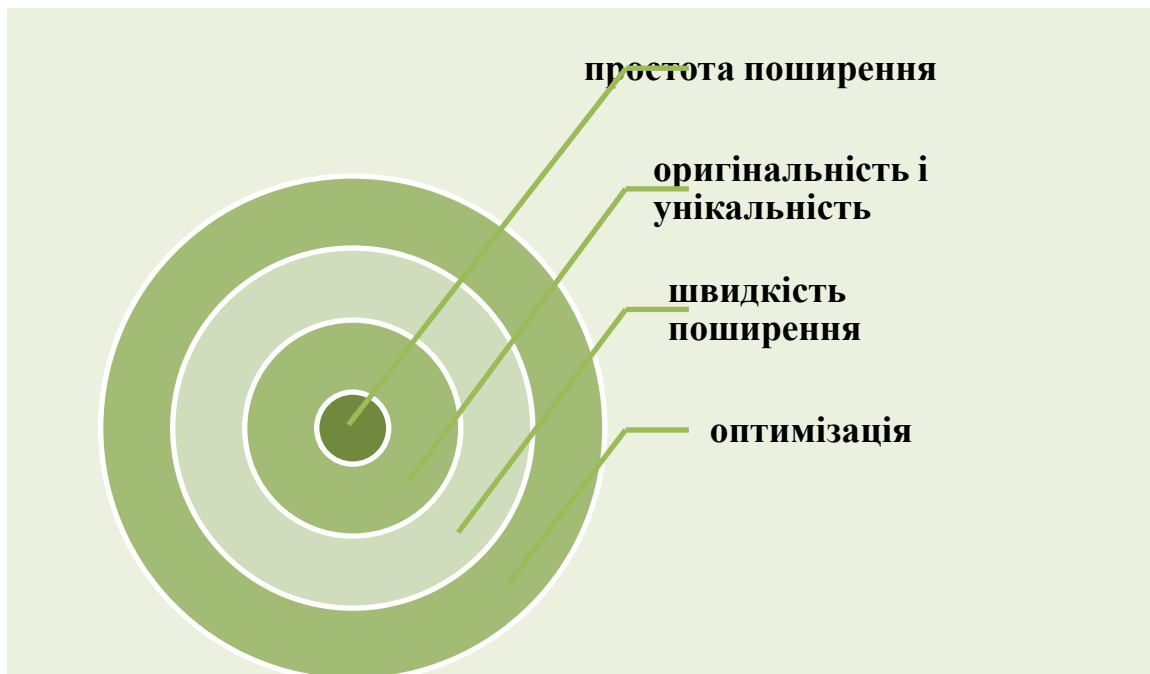 простота поширення
оригінальність і
унікальність
швидкість
поширення
оптимізація